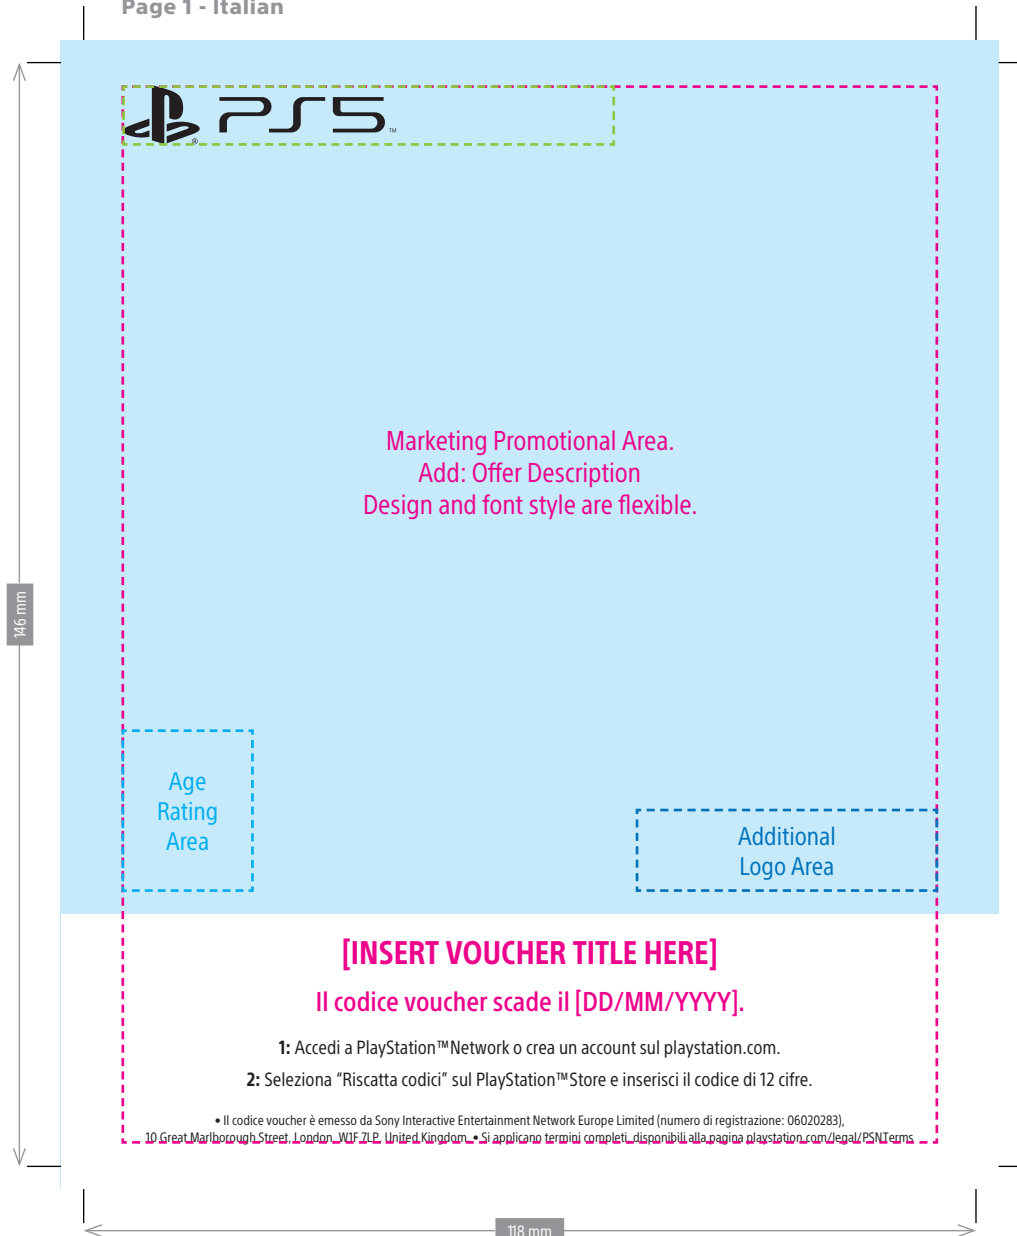 Page 1 - Italian
PS5™
®
Marketing Promotional Area.
Add: Offer Description
Design and font style are flexible.
146 mm
Age
Rating
Area
Additional
Logo Area
[INSERT VOUCHER TITLE HERE]
Il codice voucher scade il [DD/MM/YYYY].
1: Accedi a PlayStation™Network o crea un account sul playstation.com.
2: Seleziona “Riscatta codici” sul PlayStation™Store e inserisci il codice di 12 cifre.
• Il codice voucher è emesso da Sony Interactive Entertainment Network Europe Limited (numero di registrazione: 06020283),
10 Great Marlborough Street, London, W1F 7LP, United Kingdom. • Si applicano termini completi, disponibili alla pagina playstation.com/legal/PSNTerms
118 mm